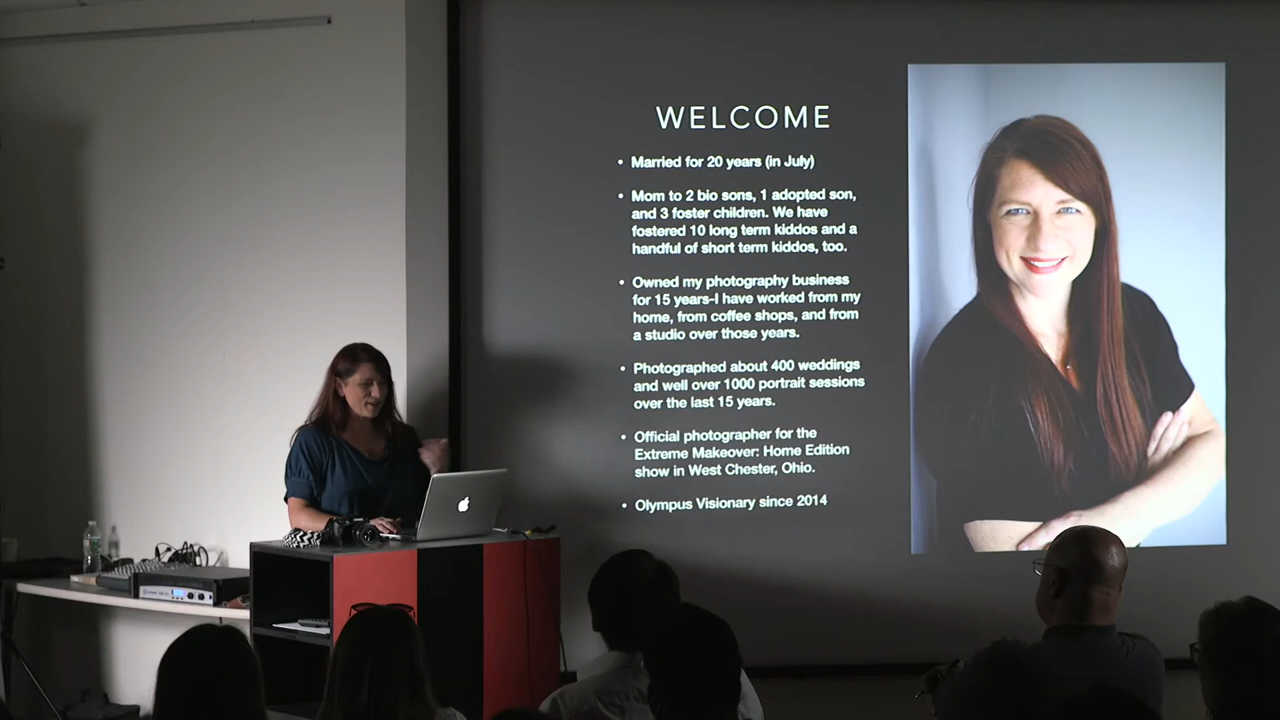 WELCOME
• Married for 20 years (in July)
• Mom to 2 bio sons, 1 adopted son,
and 3 foster children. We have
fostered 10 long term kiddos and a
handful of short term kiddos, too.
• Owned my photography business
for 15 years-I have worked from my
home, from coffee shops, and from
a studio over those years.
• Photographed about 400 weddings
and well over 1000 portrait sessions
over the last 15 years.
• Official photographer for the
Extreme Makeover: Home Edition
show in West Chester, Ohio.
• Olympus Visionary since 2014